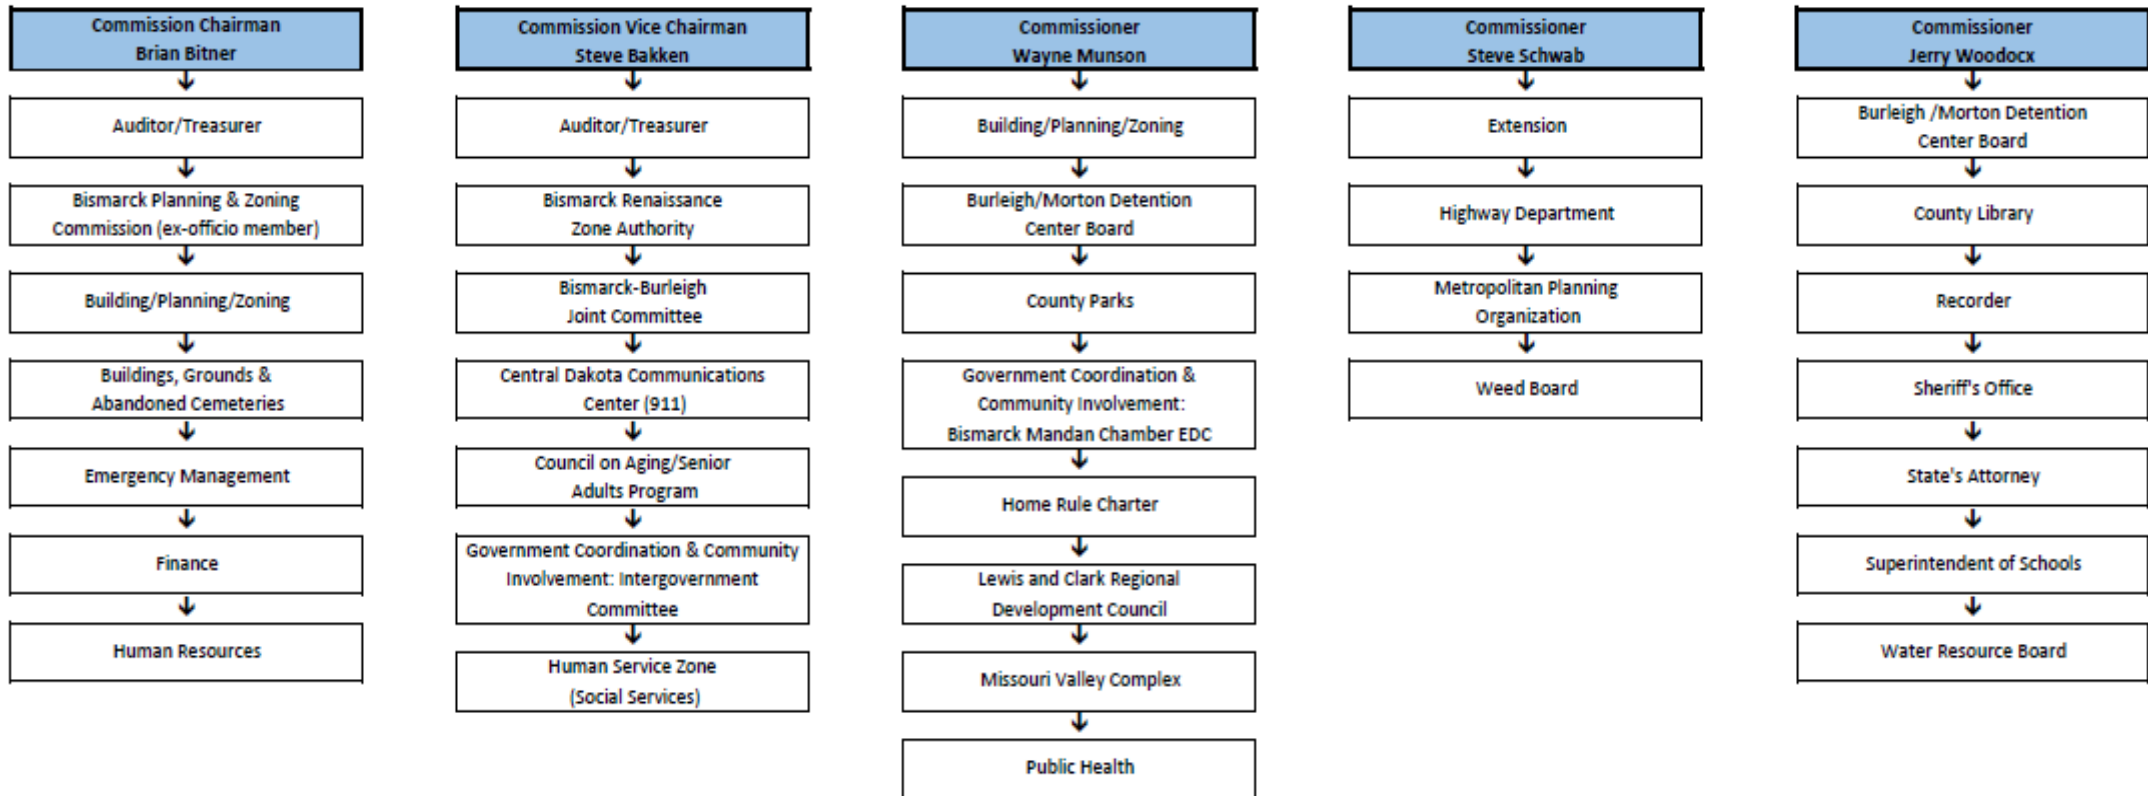 Commission Chairman
Brian Bitner
Auditor/Treasurer
Bismarck Planning & Zoning
Commission (ex-officio member)
Building/Planning/Zoning
Buildings, Grounds &
Abandoned Cemeteries
Emergency Management
Finance
Human Resources
Commission Vice Chairman
Steve Bakken
Auditor/Treasurer
Bismarck Renaissance
Zone Authority
Bismarck-Burleigh
Joint Committee
Central Dakota Communications
Center (911)
Council on Aging/Senior
Adults Program
Government Coordination & Community
Involvement: Intergovernment
Committee
Human Service Zone
(Social Services)
Commissioner
Wayne Munson
Building/Planning/Zoning
Burleigh/Morton Detention
Center Board
County Parks
Government Coordination &
Community Involvement:
Bismarck Mandan Chamber EDC
Home Rule Charter
Lewis and Clark Regional
Development Council
Missouri Valley Complex
Public Health
Commissioner
Steve Schwab
Extension
Highway Department
Metropolitan Planning
Organization
Weed Board
Commissioner
Jerry Woodocx
Burleigh /Morton Detention
Center Board
County Library
Recorder
Sheriff's Office
State's Attorney
Superintendent of Schools
Water Resource Board